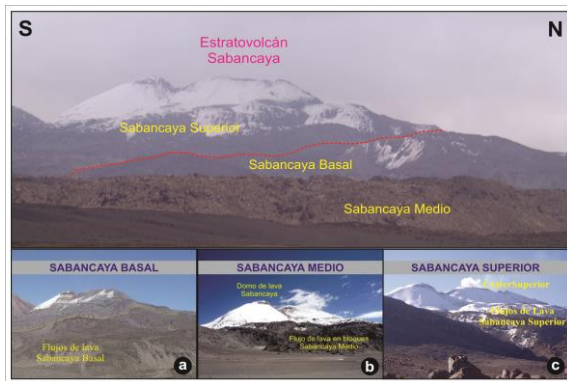 S
N
Estratovolcán
Sabancaya
Sabancaya Superior
Sabancaya Basal
Sabancaya Medio
SABANCAYA BASAL
SABANCAYA MEDIO
SABANCAYA SUPERIOR
Flujos de lava
Sabancaya Basal
a
Domo de lava
Sabancaya
Flujo de lava en bloques
Sabancaya Medio
b
Cráter Superior
Flujos de Lava
Sabancaya Superior
c